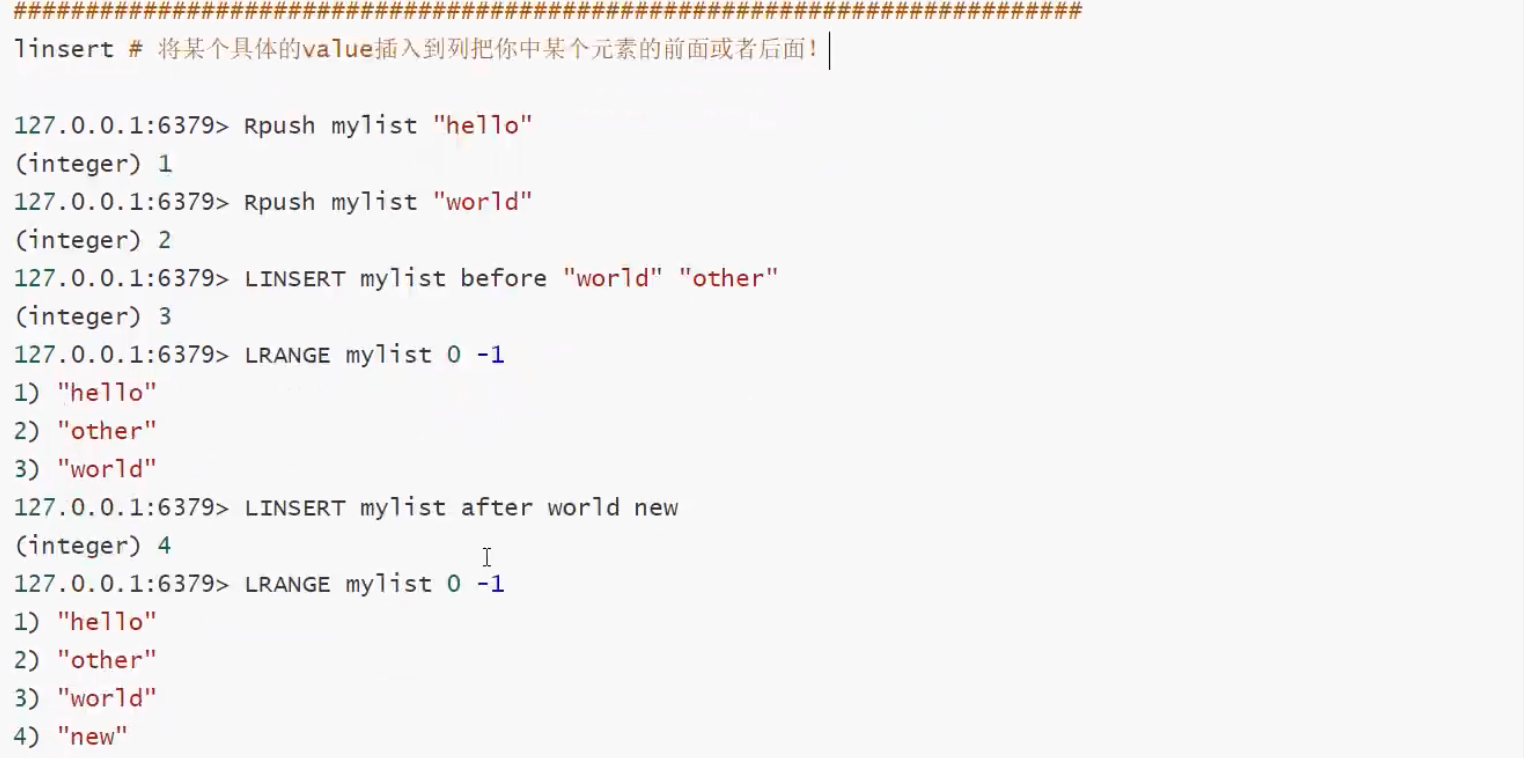 ##########################################################################
linsert # 将某个具体的value插入到列把你中某个元素的前面或者后面！
127.0.0.1:6379> Rpush mylist "hello"
(integer) 1
127.0.0.1:6379> Rpush mylist "world"
(integer) 2
127.0.0.1:6379> LINSERT mylist before "world" "other"
(integer) 3
127.0.0.1:6379> LRANGE mylist 0 -1
1) "hello"
2) "other"
3) "world"
127.0.0.1:6379> LINSERT mylist after world new
(integer) 4
127.0.0.1:6379> LRANGE mylist 0 -1
1) "hello"
2) "other"
3) "world"
4) "new"